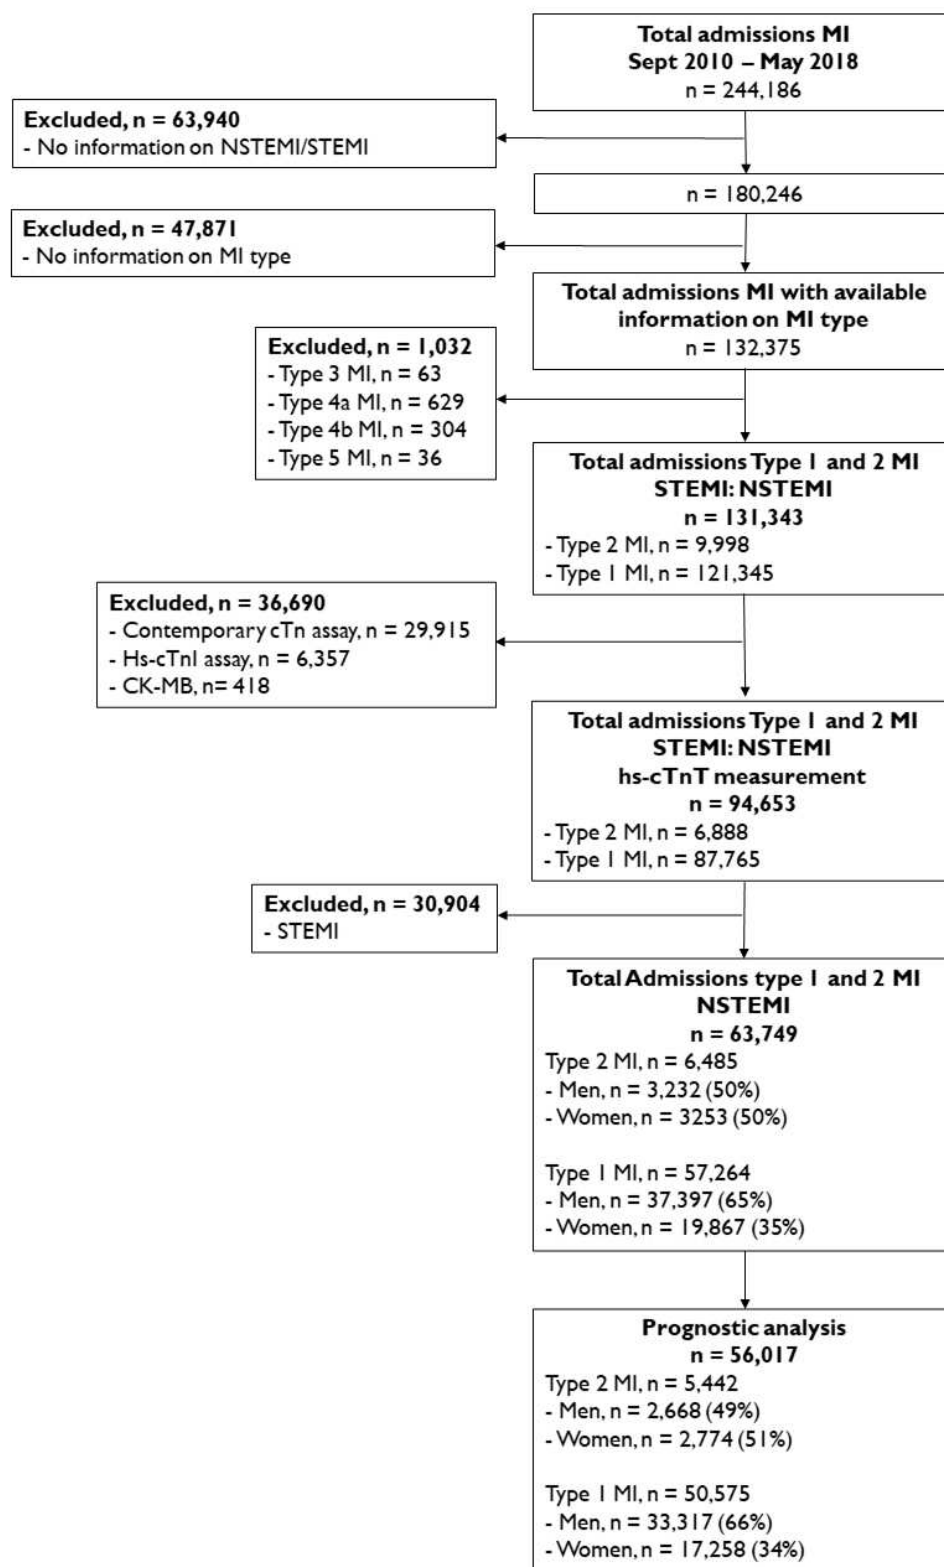 Total admissions MI
Sept 2010 – May 2018
n = 244,186
Excluded, n = 63,940
- No information on NSTEMI/STEMI
n = 180,246
Excluded, n = 47,871
- No information on MI type
Total admissions MI with available
information on MI type
n = 132,375
Excluded, n = 1,032
- Type 3 MI, n = 63
- Type 4a MI, n = 629
- Type 4b MI, n = 304
- Type 5 MI, n = 36
Total admissions Type 1 and 2 MI
STEMI: NSTEMI
n = 131,343
- Type 2 MI, n = 9,998
- Type 1 MI, n = 121,345
Excluded, n = 36,690
- Contemporary cTn assay, n = 29,915
- Hs-cTnI assay, n = 6,357
- CK-MB, n= 418
Total admissions Type 1 and 2 MI
STEMI: NSTEMI
hs-cTnT measurement
n = 94,653
- Type 2 MI, n = 6,888
- Type 1 MI, n = 87,765
Excluded, n = 30,904
- STEMI
Total Admissions type 1 and 2 MI
NSTEMI
n = 63,749
Type 2 MI, n = 6,485
- Men, n = 3,232 (50%)
- Women, n = 3253 (50%)
Type 1 MI, n = 57,264
- Men, n = 37,397 (65%)
- Women, n = 19,867 (35%)
Prognostic analysis
n = 56,017
Type 2 MI, n = 5,442
- Men, n = 2,668 (49%)
- Women, n = 2,774 (51%)
Type 1 MI, n = 50,575
- Men, n = 33,317 (66%)
- Women, n = 17,258 (34%)